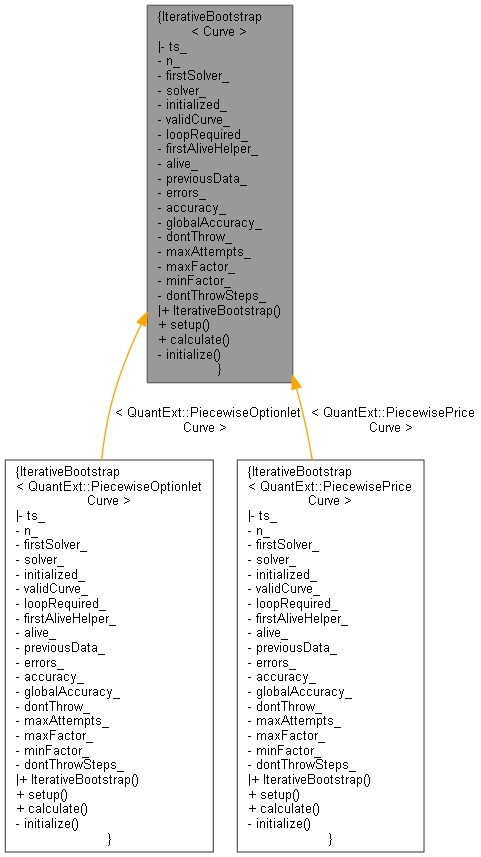 {IterativeBootstrap
< Curve >
|- ts_
- n_
- firstSolver_
- solver_
- initialized_
- validCurve_
- loopRequired_
- firstAliveHelper_
- alive_
- previousData_
- errors_
- accuracy_
- globalAccuracy_
- dontThrow_
- maxAttempts_
- maxFactor_
- minFactor_
- dontThrowSteps_
|+ IterativeBootstrap()
+ setup()
+ calculate()
- initialize()
}
< QuantExt::PiecewiseOptionlet
Curve >
< QuantExt::PiecewisePrice
Curve >
{IterativeBootstrap
< QuantExt::PiecewiseOptionlet
Curve >
|- ts_
- n_
- firstSolver_
- solver_
- initialized_
- validCurve_
- loopRequired_
- firstAliveHelper_
- alive_
- previousData_
- errors_
- accuracy_
- globalAccuracy_
- dontThrow_
- maxAttempts_
- maxFactor_
- minFactor_
- dontThrowSteps_
|+ IterativeBootstrap()
+ setup()
+ calculate()
- initialize()
}
{IterativeBootstrap
< QuantExt::PiecewisePrice
Curve >
|- ts_
- n_
- firstSolver_
- solver_
- initialized_
- validCurve_
- loopRequired_
- firstAliveHelper_
- alive_
- previousData_
- errors_
- accuracy_
- globalAccuracy_
- dontThrow_
- maxAttempts_
- maxFactor_
- minFactor_
- dontThrowSteps_
|+ IterativeBootstrap()
+ setup()
+ calculate()
- initialize()
}